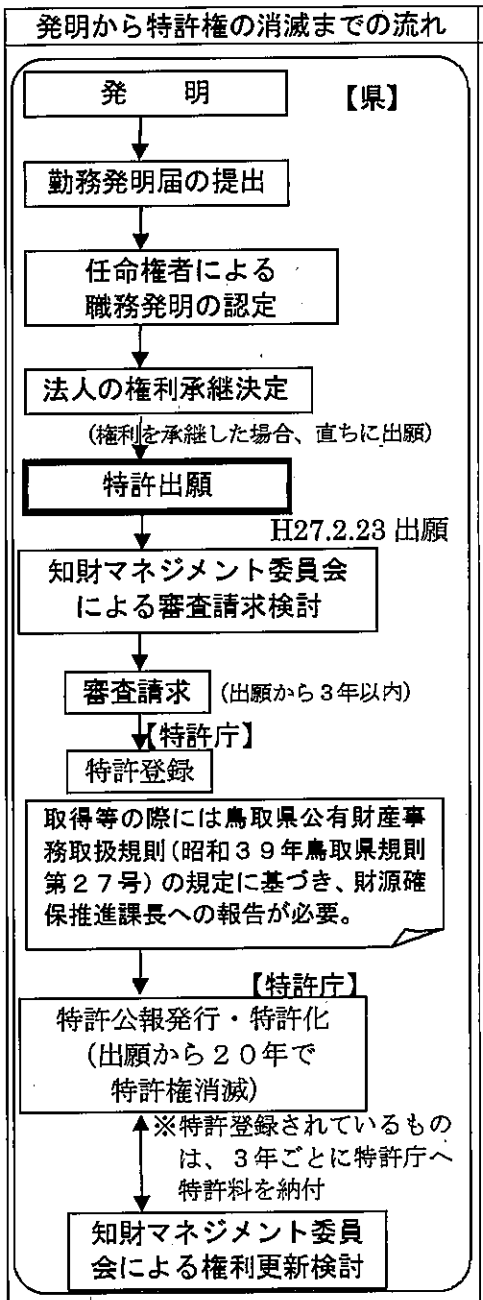 発明から特許権の消滅までの流れ
発　明
【県】
勤務発明届の提出
任命権者による
職務発明の認定
法人の権利承継決定
(権利を承継した場合、直ちに出願)
特許出願
H27.2.23 出願
知財マネジメント委員会
による審査請求検討
審査請求 (出願から３年以内)
【特許庁】
特許登録
取得等の際には鳥取県公有財産事
務取扱規則(昭和３９年鳥取県規則
第２７号)の規定に基づき、財源確
保推進課長への報告が必要。
【特許庁】
特許公報発行・特許化
(出願から２０年で
特許権消滅)
※特許登録されているもの
は、３年ごとに特許庁へ
特許料を納付
知財マネジメント委員
会による権利更新検討